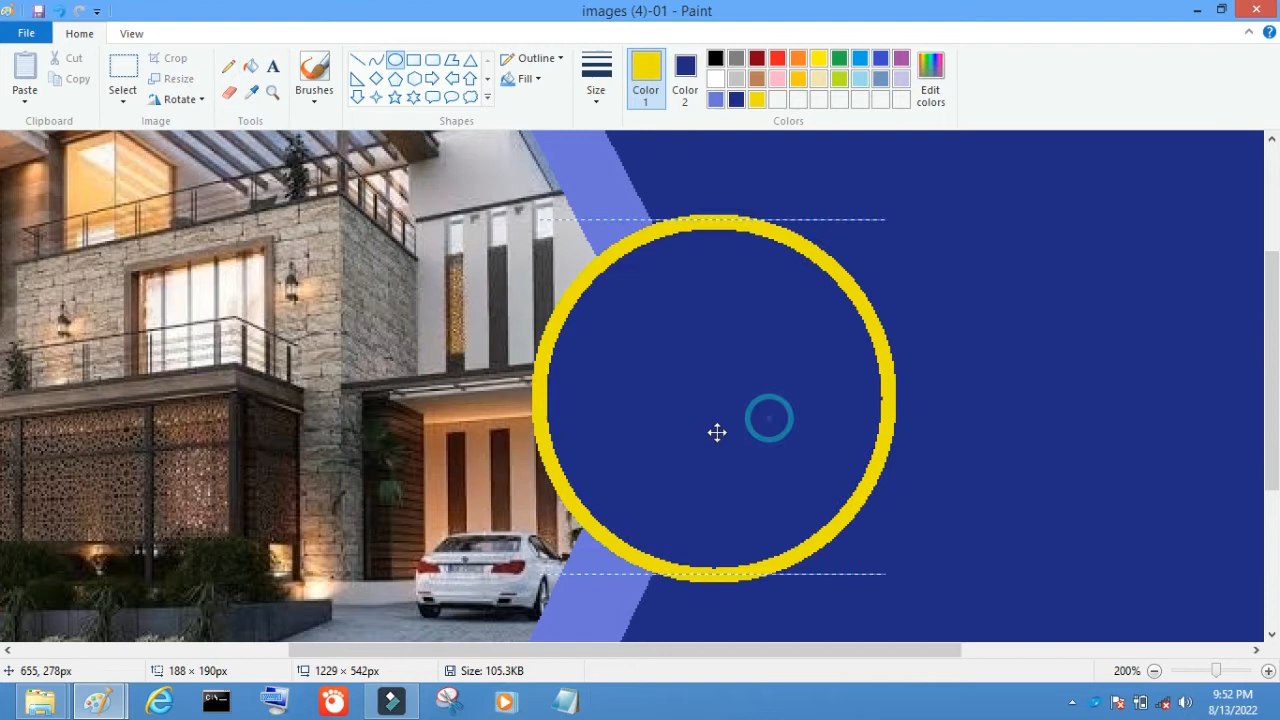 images (4)-01 - Paint
File
Home
View
Paste
Cut
Copy
Clipboard
Select
Crop
Resize
Rotate
Image
A
Tools
Brushes
Outline
Fill
Shapes
Size
Color
1
Color
2
Edit
colors
Colors
655, 278px
188 × 190px
1229 × 542px
Size: 105.3KB
200%
9:52 PM
8/13/2022